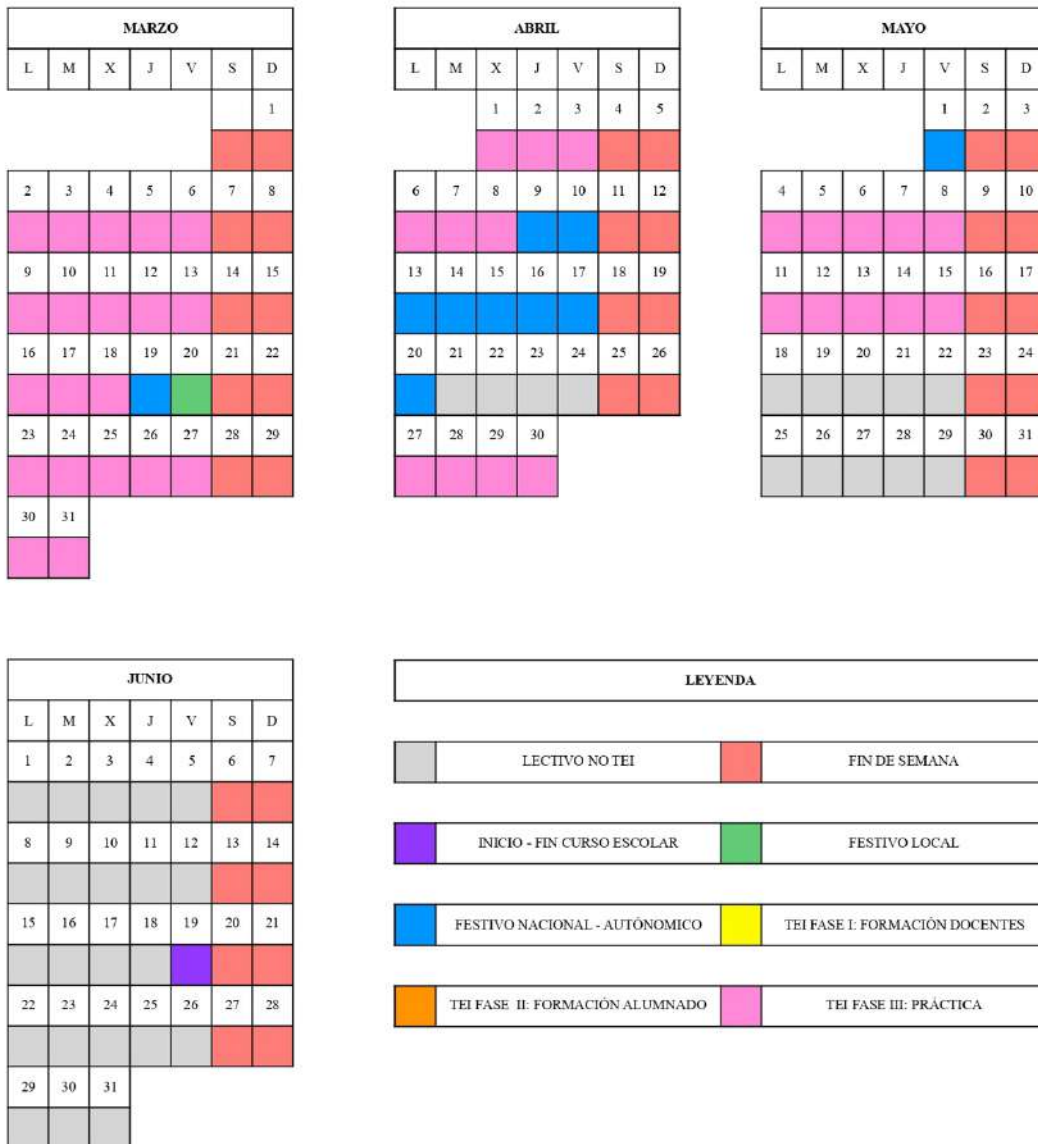 MARZO
L M X J V S D
1
2 3 4 5 6 7 8
9 10 11 12 13 14 15
16 17 18 19 20 21 22
23 24 25 26 27 28 29
30 31
ABRIL
L M X J V S D
1 2 3 4 5
6 7 8 9 10 11 12
13 14 15 16 17 18 19
20 21 22 23 24 25 26
27 28 29 30
MAYO
L M X J V S D
1 2 3
4 5 6 7 8 9 10
11 12 13 14 15 16 17
18 19 20 21 22 23 24
25 26 27 28 29 30 31
JUNIO
L M X J V S D
1 2 3 4 5 6 7
8 9 10 11 12 13 14
15 16 17 18 19 20 21
22 23 24 25 26 27 28
29 30 31
LEYENDA
LECTIVO NO TEI
FIN DE SEMANA
INICIO - FIN CURSO ESCOLAR
FESTIVO LOCAL
FESTIVO NACIONAL - AUTÓNOMICO
TEI FASE I: FORMACIÓN DOCENTES
TEI FASE II: FORMACIÓN ALUMNADO
TEI FASE III: PRÁCTICA